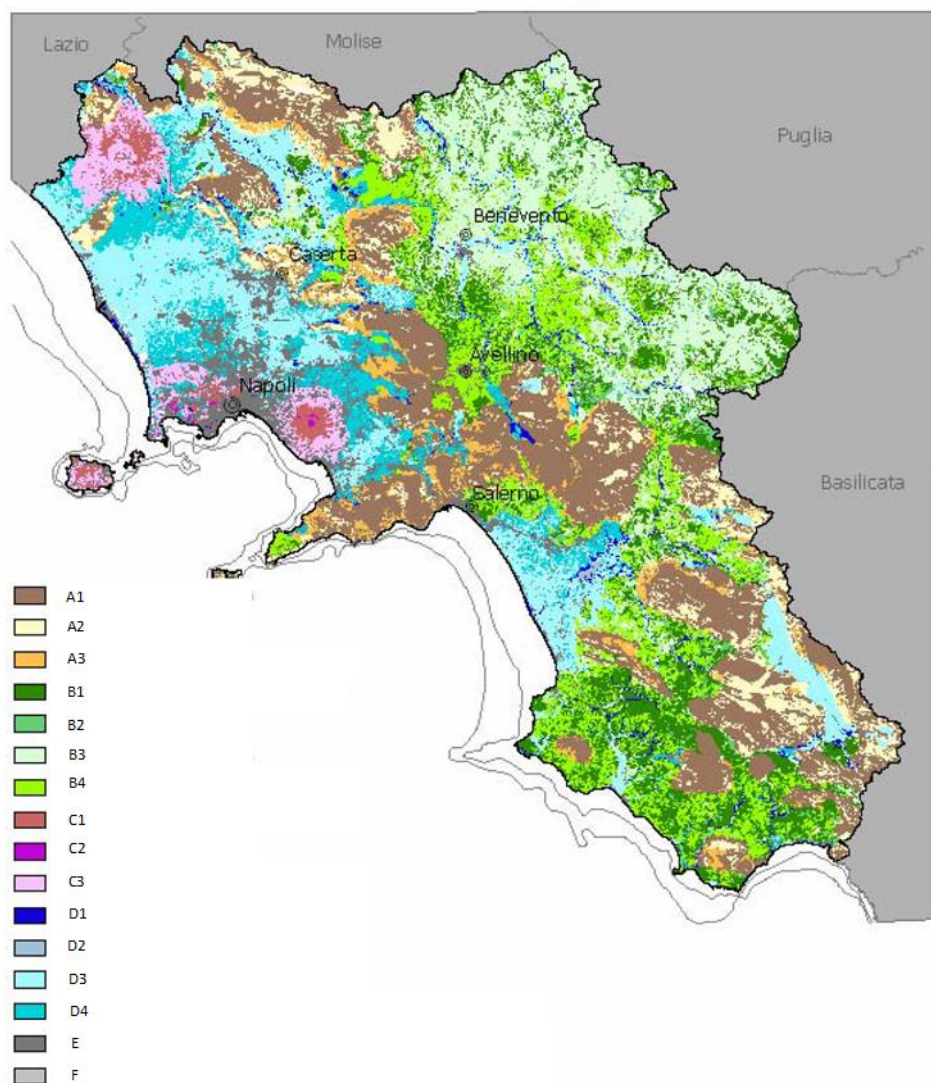 Lazio
Molise
Puglia
Benevento
Caserta
Avellino
Napoli
Basilicata
Salerno
A1
A2
A3
B1
B2
B3
B4
C1
C2
C3
D1
D2
D3
D4
E
F